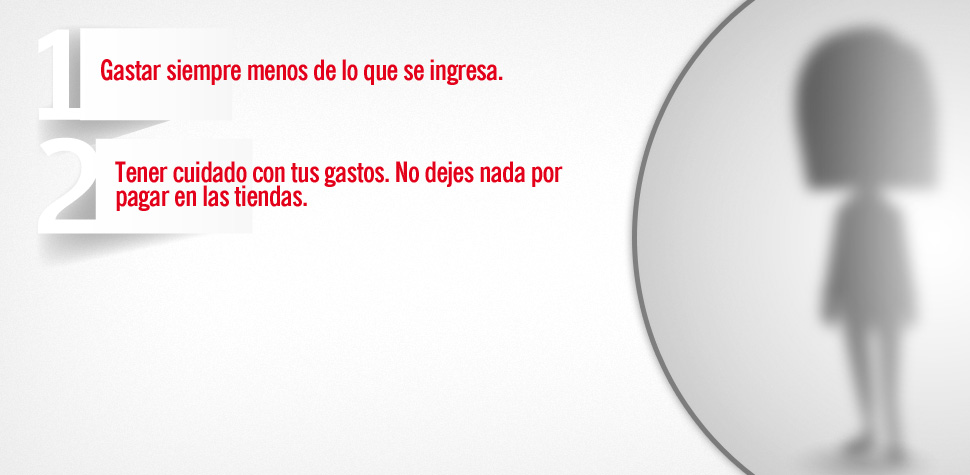 1 Gastar siempre menos de lo que se ingresa.
2 Tener cuidado con tus gastos. No dejes nada por
pagar en las tiendas.